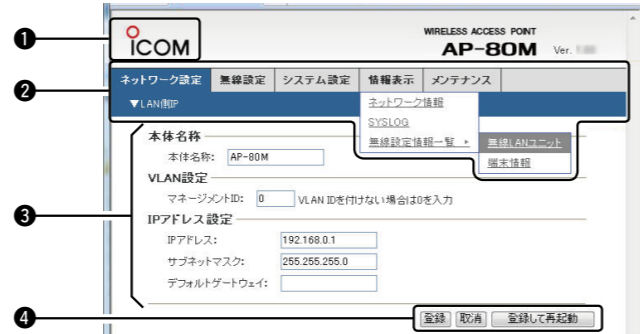 ❶
ICOM
WIRELESS ACCESS POINT
AP-80M Ver.
❷
ネットワーク設定 無線設定 システム設定 情報表示 メンテナンス
▼LAN側IP
ネットワーク情報
SYSLOG
無線設定情報一覧 ▸
無線LANユニット
端末情報
❸
本体名称
本体名称: AP-80M
VLAN設定
マネージメントID: 0 VLAN IDを付けない場合は0を入力
IPアドレス設定
IPアドレス: 192.168.0.1
サブネットマスク: 255.255.255.0
デフォルトゲートウェイ:
❹
登録 取消 登録して再起動